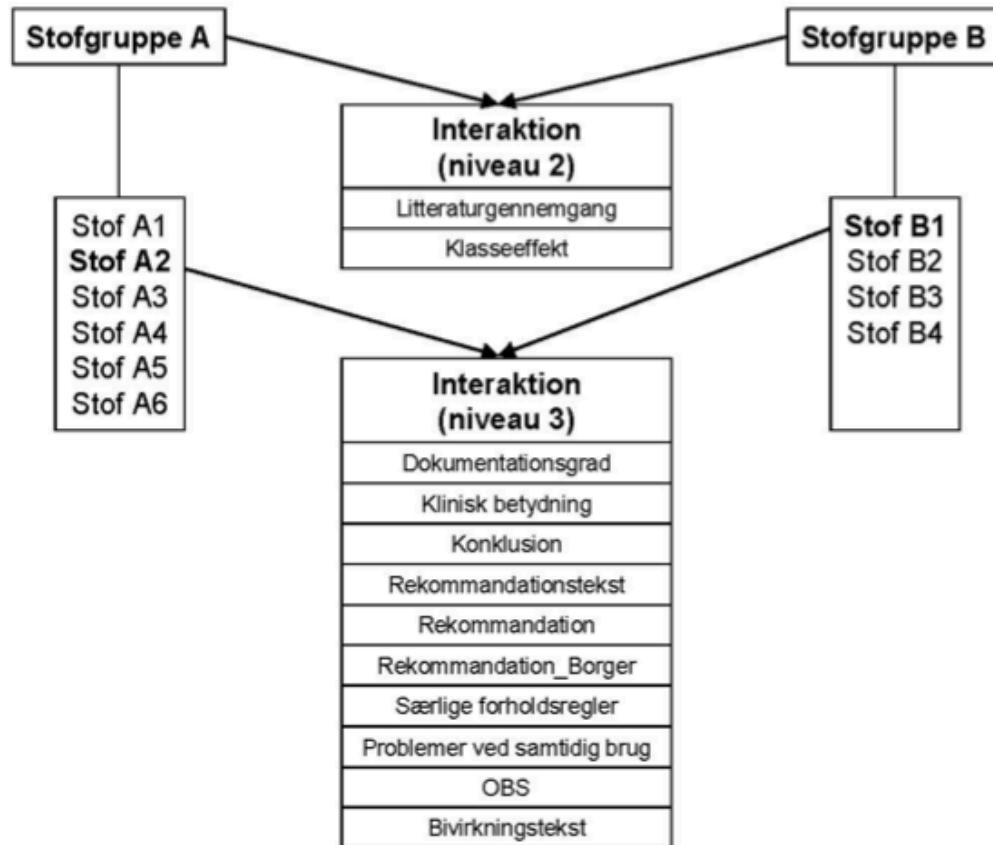 Stofgruppe A
Stofgruppe B
Interaktion
(niveau 2)
Litteraturgennemgang
Klasseeffekt
Stof A1
Stof A2
Stof A3
Stof A4
Stof A5
Stof A6
Stof B1
Stof B2
Stof B3
Stof B4
Interaktion
(niveau 3)
Dokumentationsgrad
Klinisk betydning
Konklusion
Rekommandationstekst
Rekommandation
Rekommandation_Borger
Særlige forholdsregler
Problemer ved samtidig brug
OBS
Bivirkningstekst